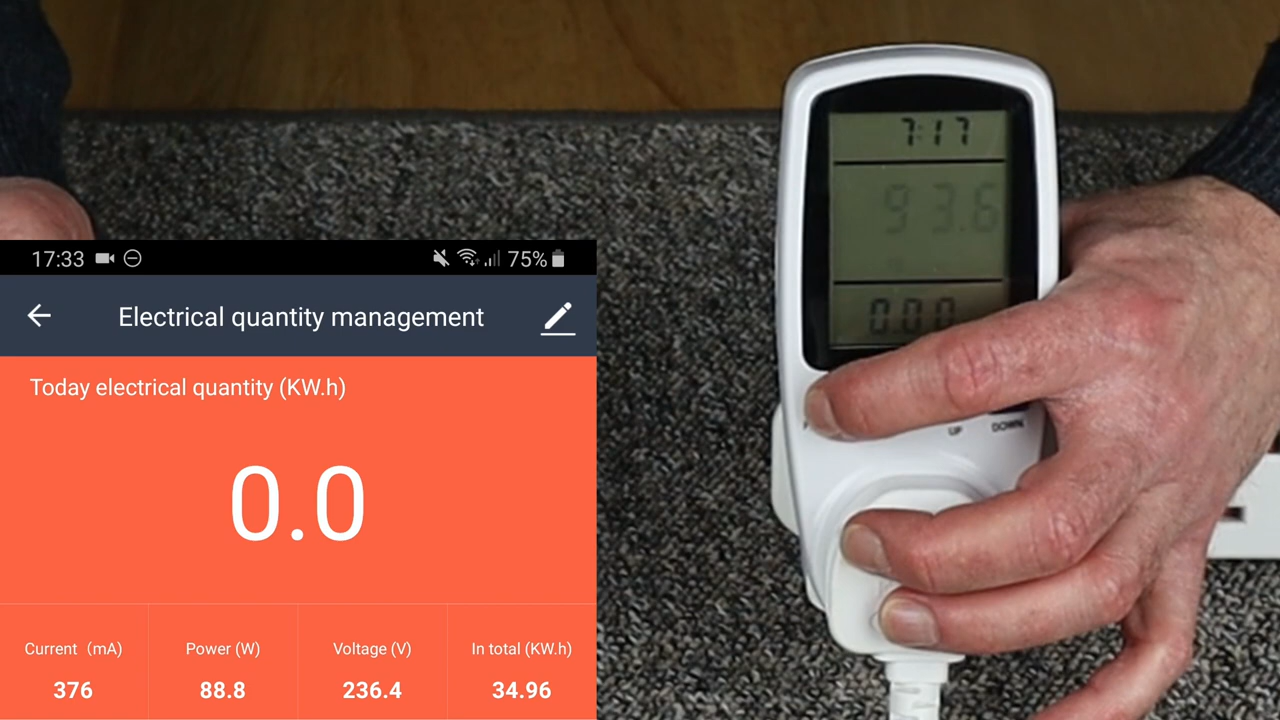 17:33 75%
Electrical quantity management
Today electrical quantity (KW.h)
0.0
Current (mA) Power (W) Voltage (V) In total (KW.h)
376 88.8 236.4 34.96
7:17
93.6
0.00
UP DOWN